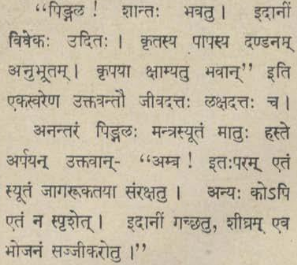 “पिङ्गल ! शान्तः भवतु । इदानीं
विवेकः उदितः । कृतस्य पापस्य दण्डनम्
अनुभूतम् । कृपया क्षाम्यतु भवान्” इति
एकस्वरेण उक्तवन्तौ जीवदत्तः लक्षदत्तः च ।
अनन्तरं पिङ्गलः मन्त्रस्यूतं मातुः हस्ते
अर्पयन् उक्तवान्- “अम्ब ! इतःपरम् एतं
स्यूतं जागरूकतया संरक्षतु । अन्यः कोऽपि
एतं न स्पृशेत् । इदानीं गच्छतु, शीघ्रम् एव
भोजनं सज्जीकरोतु ।”